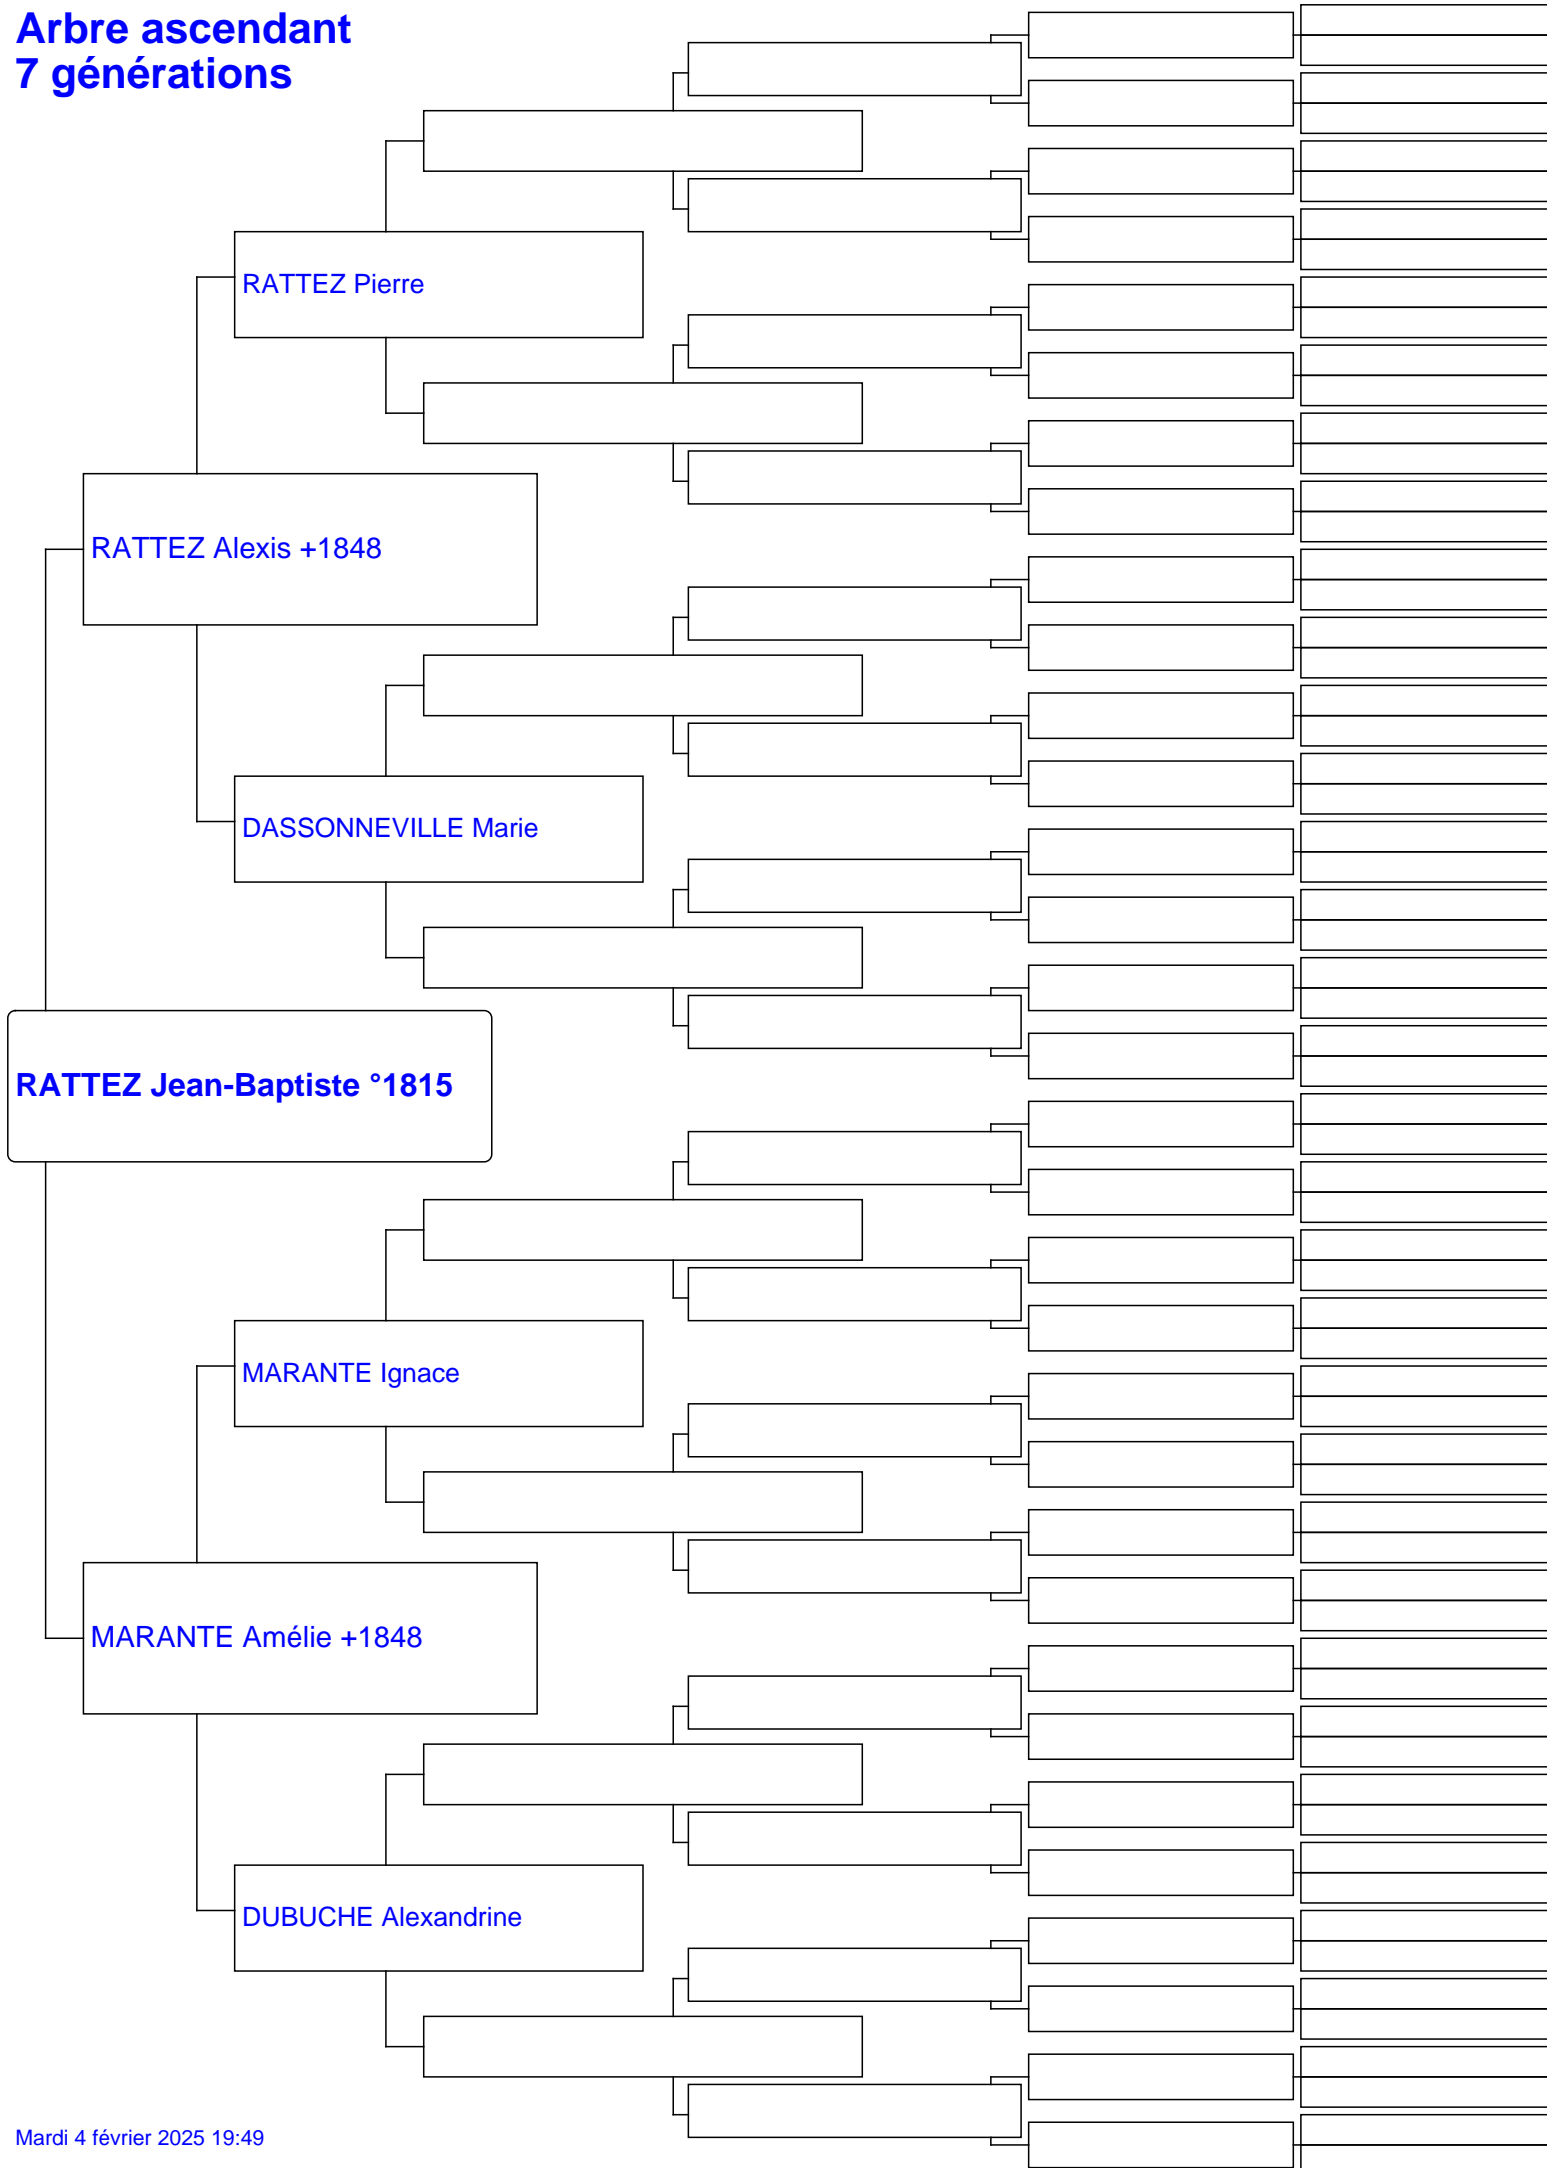 Arbre ascendant
7 générations
RATTEZ Pierre
RATTEZ Alexis +1848
DASSONNEVILLE Marie
RATTEZ Jean-Baptiste °1815
MARANTE Ignace
MARANTE Amélie +1848
DUBUCHE Alexandrine
Mardi 4 février 2025 19:49